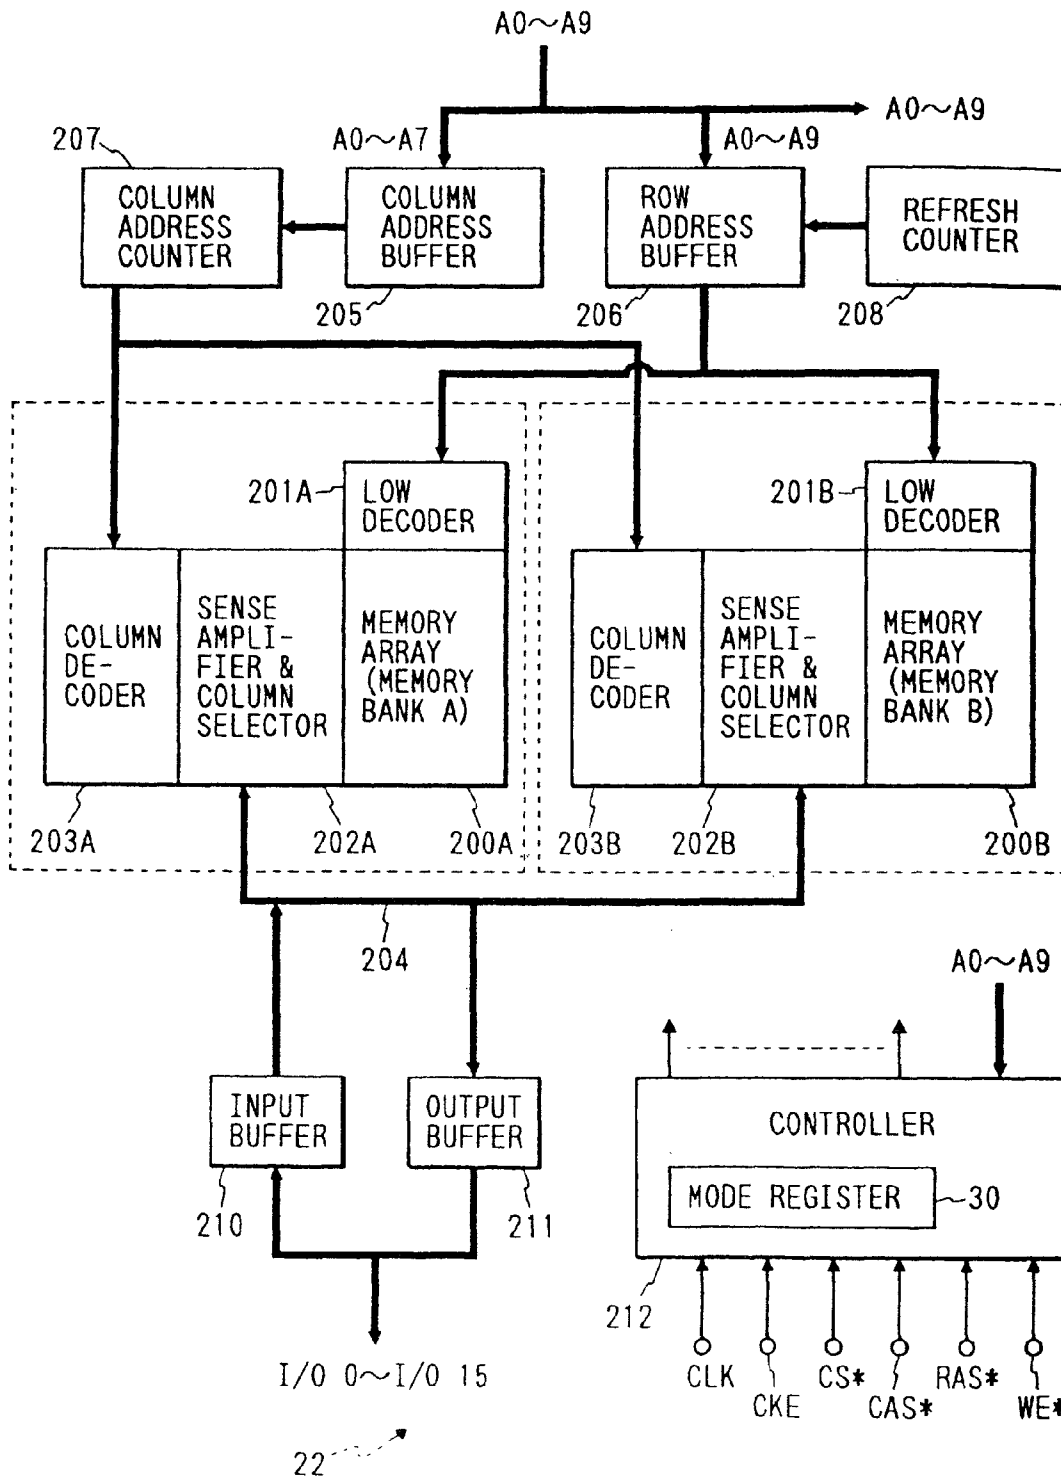 A0~A9
A0~A9
207
A0~A7
A0~A9
COLUMN
ADDRESS
COUNTER
COLUMN
ADDRESS
BUFFER
ROW
ADDRESS
BUFFER
REFRESH
COUNTER
205
206
208
201A
LOW
DECODER
201B
LOW
DECODER
COLUMN
DE-
CODER
SENSE
AMPLI-
FIER &
COLUMN
SELECTOR
MEMORY
ARRAY
(MEMORY
BANK A)
COLUMN
DE-
CODER
SENSE
AMPLI-
FIER &
COLUMN
SELECTOR
MEMORY
ARRAY
(MEMORY
BANK B)
203A
202A
200A
203B
202B
200B
204
A0~A9
INPUT
BUFFER
OUTPUT
BUFFER
CONTROLLER
MODE REGISTER
30
210
211
212
I/O 0~I/O 15
CLK
CKE
CS*
CAS*
RAS*
WE*
22